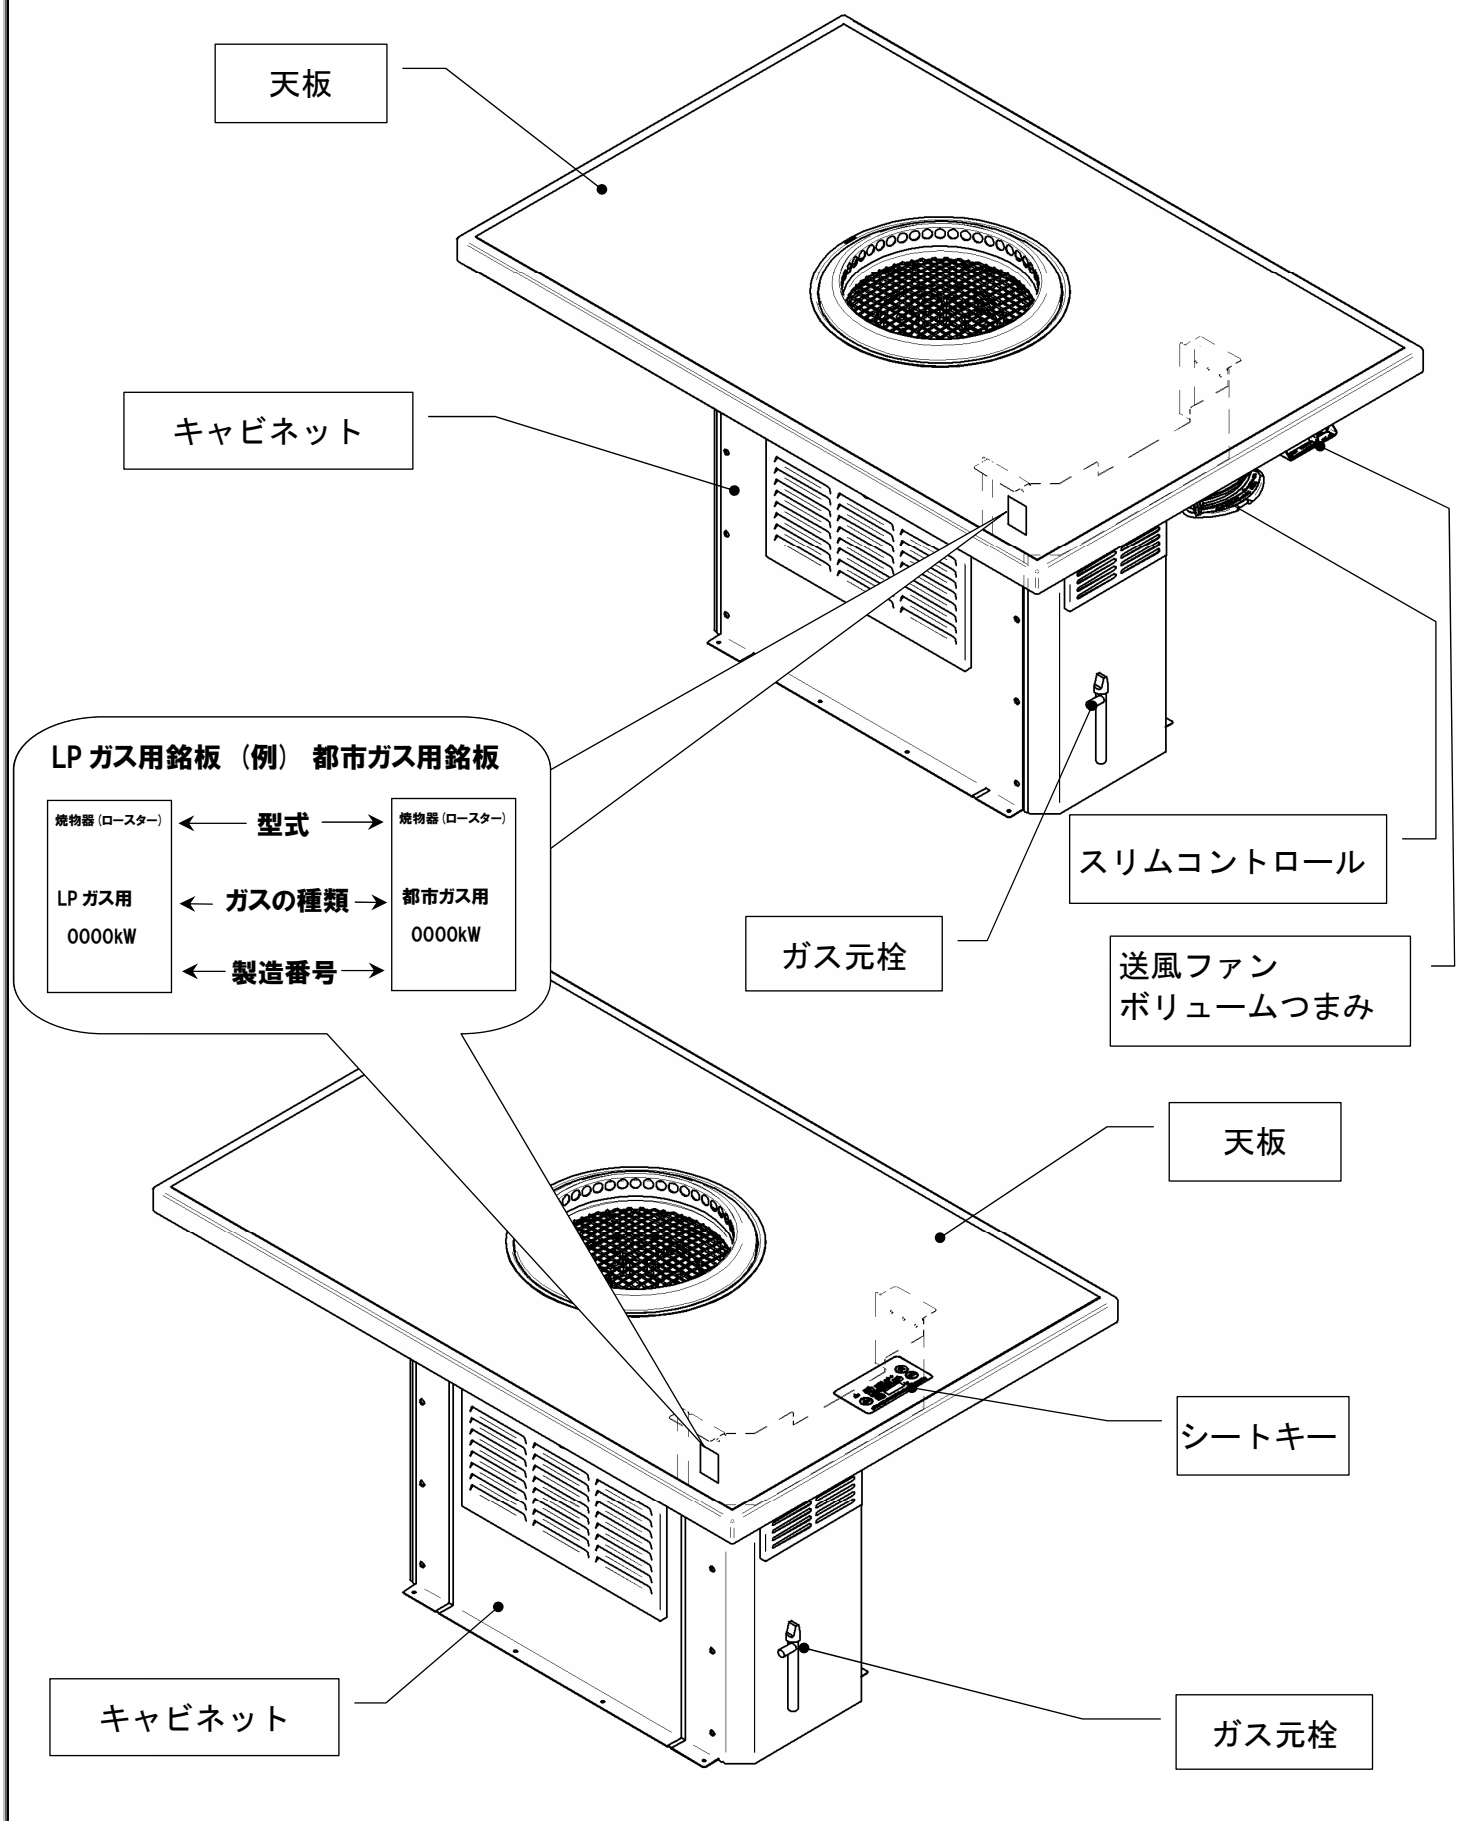 天板
キャビネット
LP ガス用銘板 (例) 都市ガス用銘板
焼物器(ロースター)
型式
焼物器(ロースター)
LP ガス用
ガスの種類
都市ガス用
0000kW
0000kW
製造番号
スリムコントロール
ガス元栓
送風ファン
ボリュームつまみ
天板
シートキー
キャビネット
ガス元栓